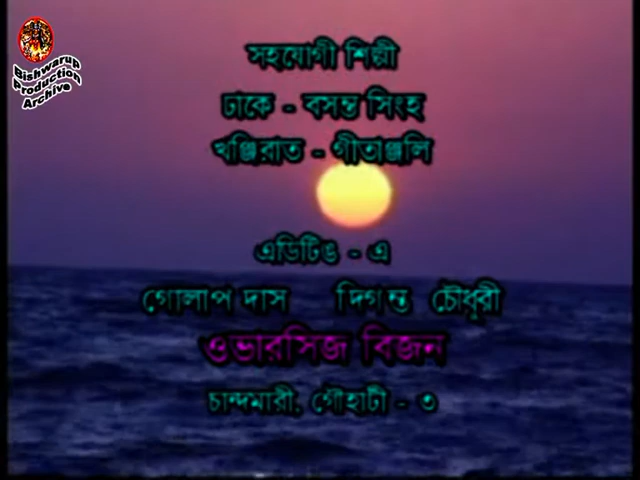 Bishwarup
Production
Archive
সহযোগী শিল্পী
ঢাকে - বসন্ত সিংহ
খঞ্জিৰাত - গীতাঞ্জলি
এডিটিঙ - এ
গোলাপ দাস দিগন্ত চৌধুৰী
ওভাৰসিজ বিজন
চান্দমাৰী, গৌহাটী - ৩